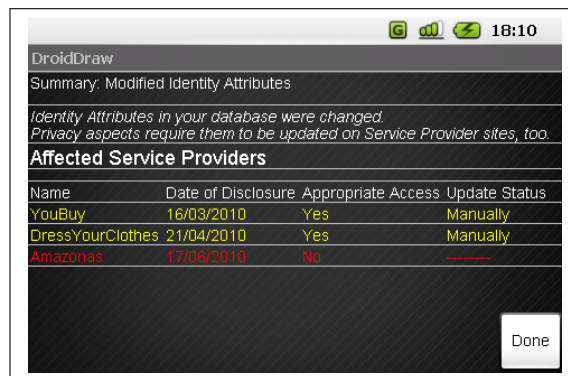 G 18:10
DroidDraw
Summary: Modified Identity Attributes
Identity Attributes in your database were changed.
Privacy aspects require them to be updated on Service Provider sites, too.
Affected Service Providers
Name Date of Disclosure Appropriate Access Update Status
YouBuy 16/03/2010 Yes Manually
DressYourClothes 21/04/2010 Yes Manually
Amazonas 17/06/2010 No --------
Done